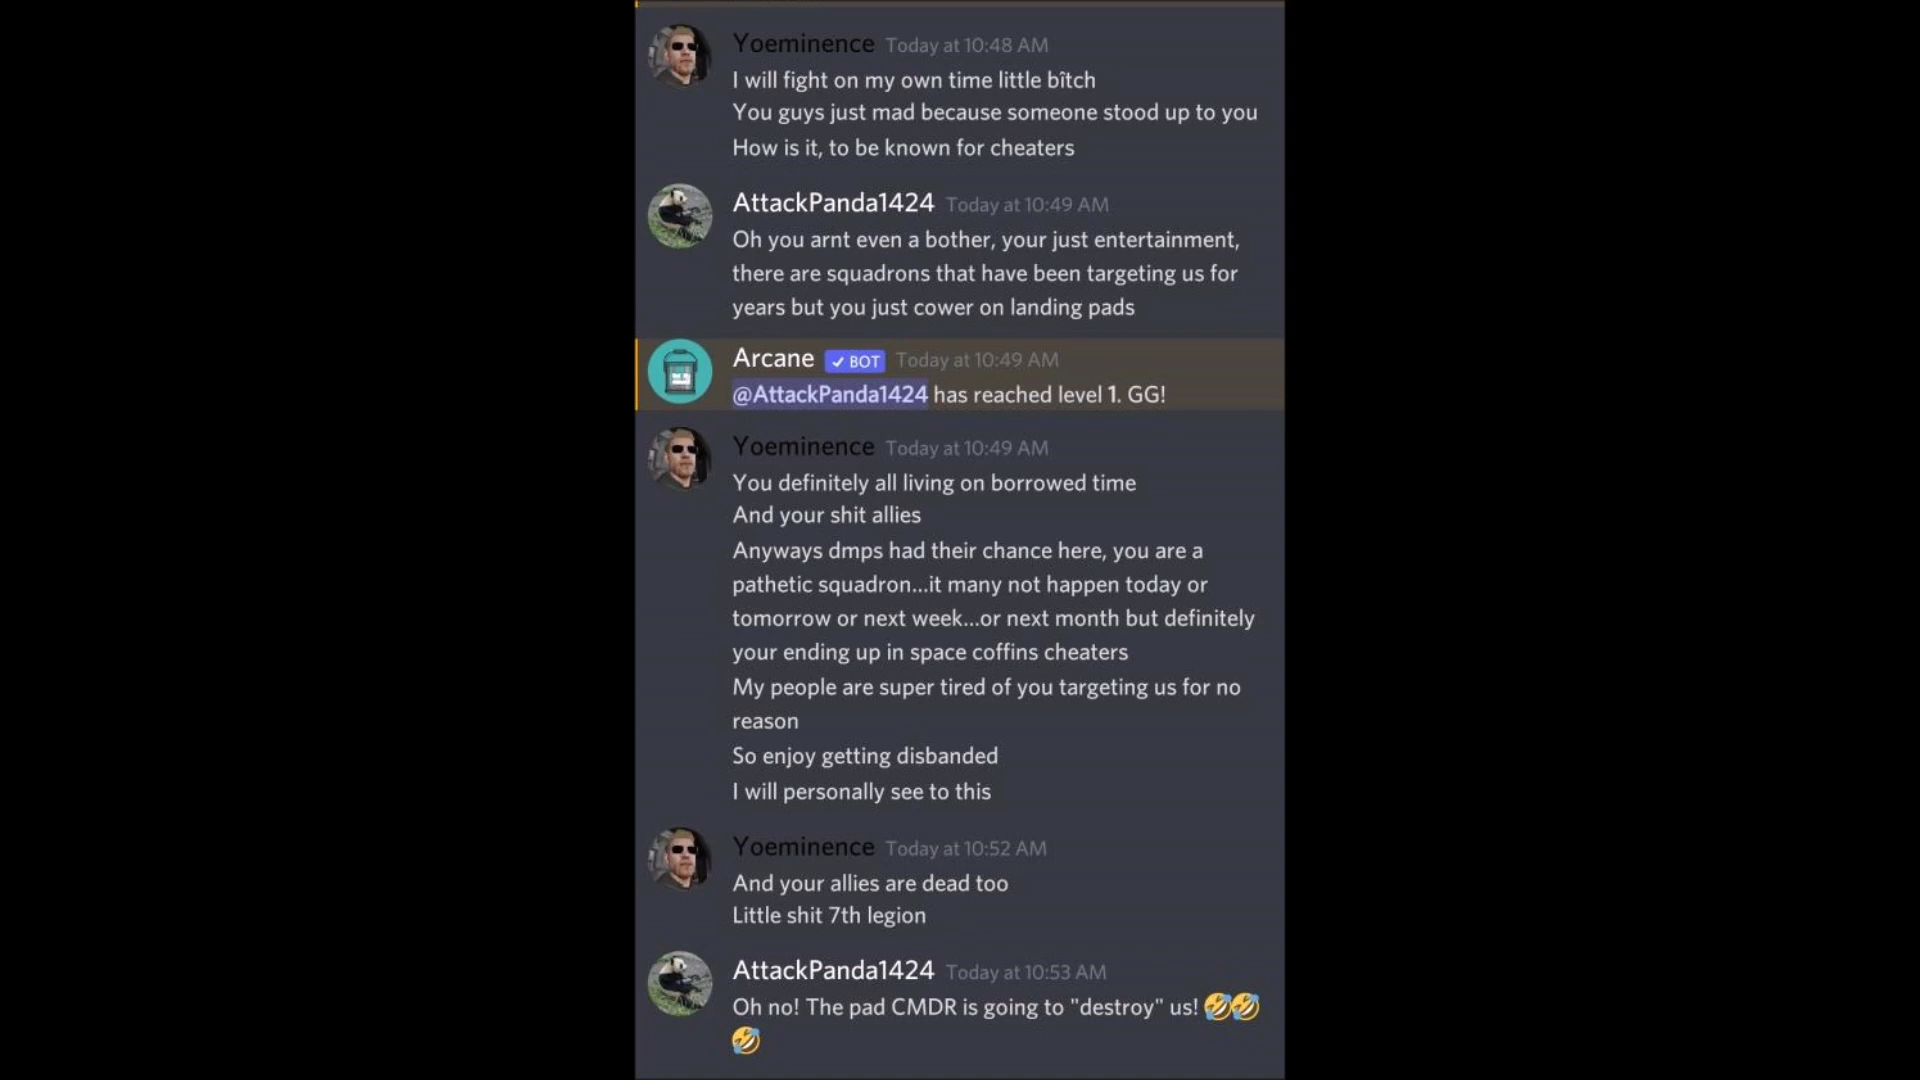 Yoeminence Today at 10:48 AM
I will fight on my own time little bîtch
You guys just mad because someone stood up to you
How is it, to be known for cheaters
AttackPanda1424 Today at 10:49 AM
Oh you arnt even a bother, your just entertainment,
there are squadrons that have been targeting us for
years but you just cower on landing pads
Arcane BOT Today at 10:49 AM
@AttackPanda1424 has reached level 1. GG!
Yoeminence Today at 10:49 AM
You definitely all living on borrowed time
And your shit allies
Anyways dmps had their chance here, you are a
pathetic squadron...it many not happen today or
tomorrow or next week...or next month but definitely
your ending up in space coffins cheaters
My people are super tired of you targeting us for no
reason
So enjoy getting disbanded
I will personally see to this
Yoeminence Today at 10:52 AM
And your allies are dead too
Little shit 7th legion
AttackPanda1424 Today at 10:53 AM
Oh no! The pad CMDR is going to "destroy" us! 🤣🤣
🤣